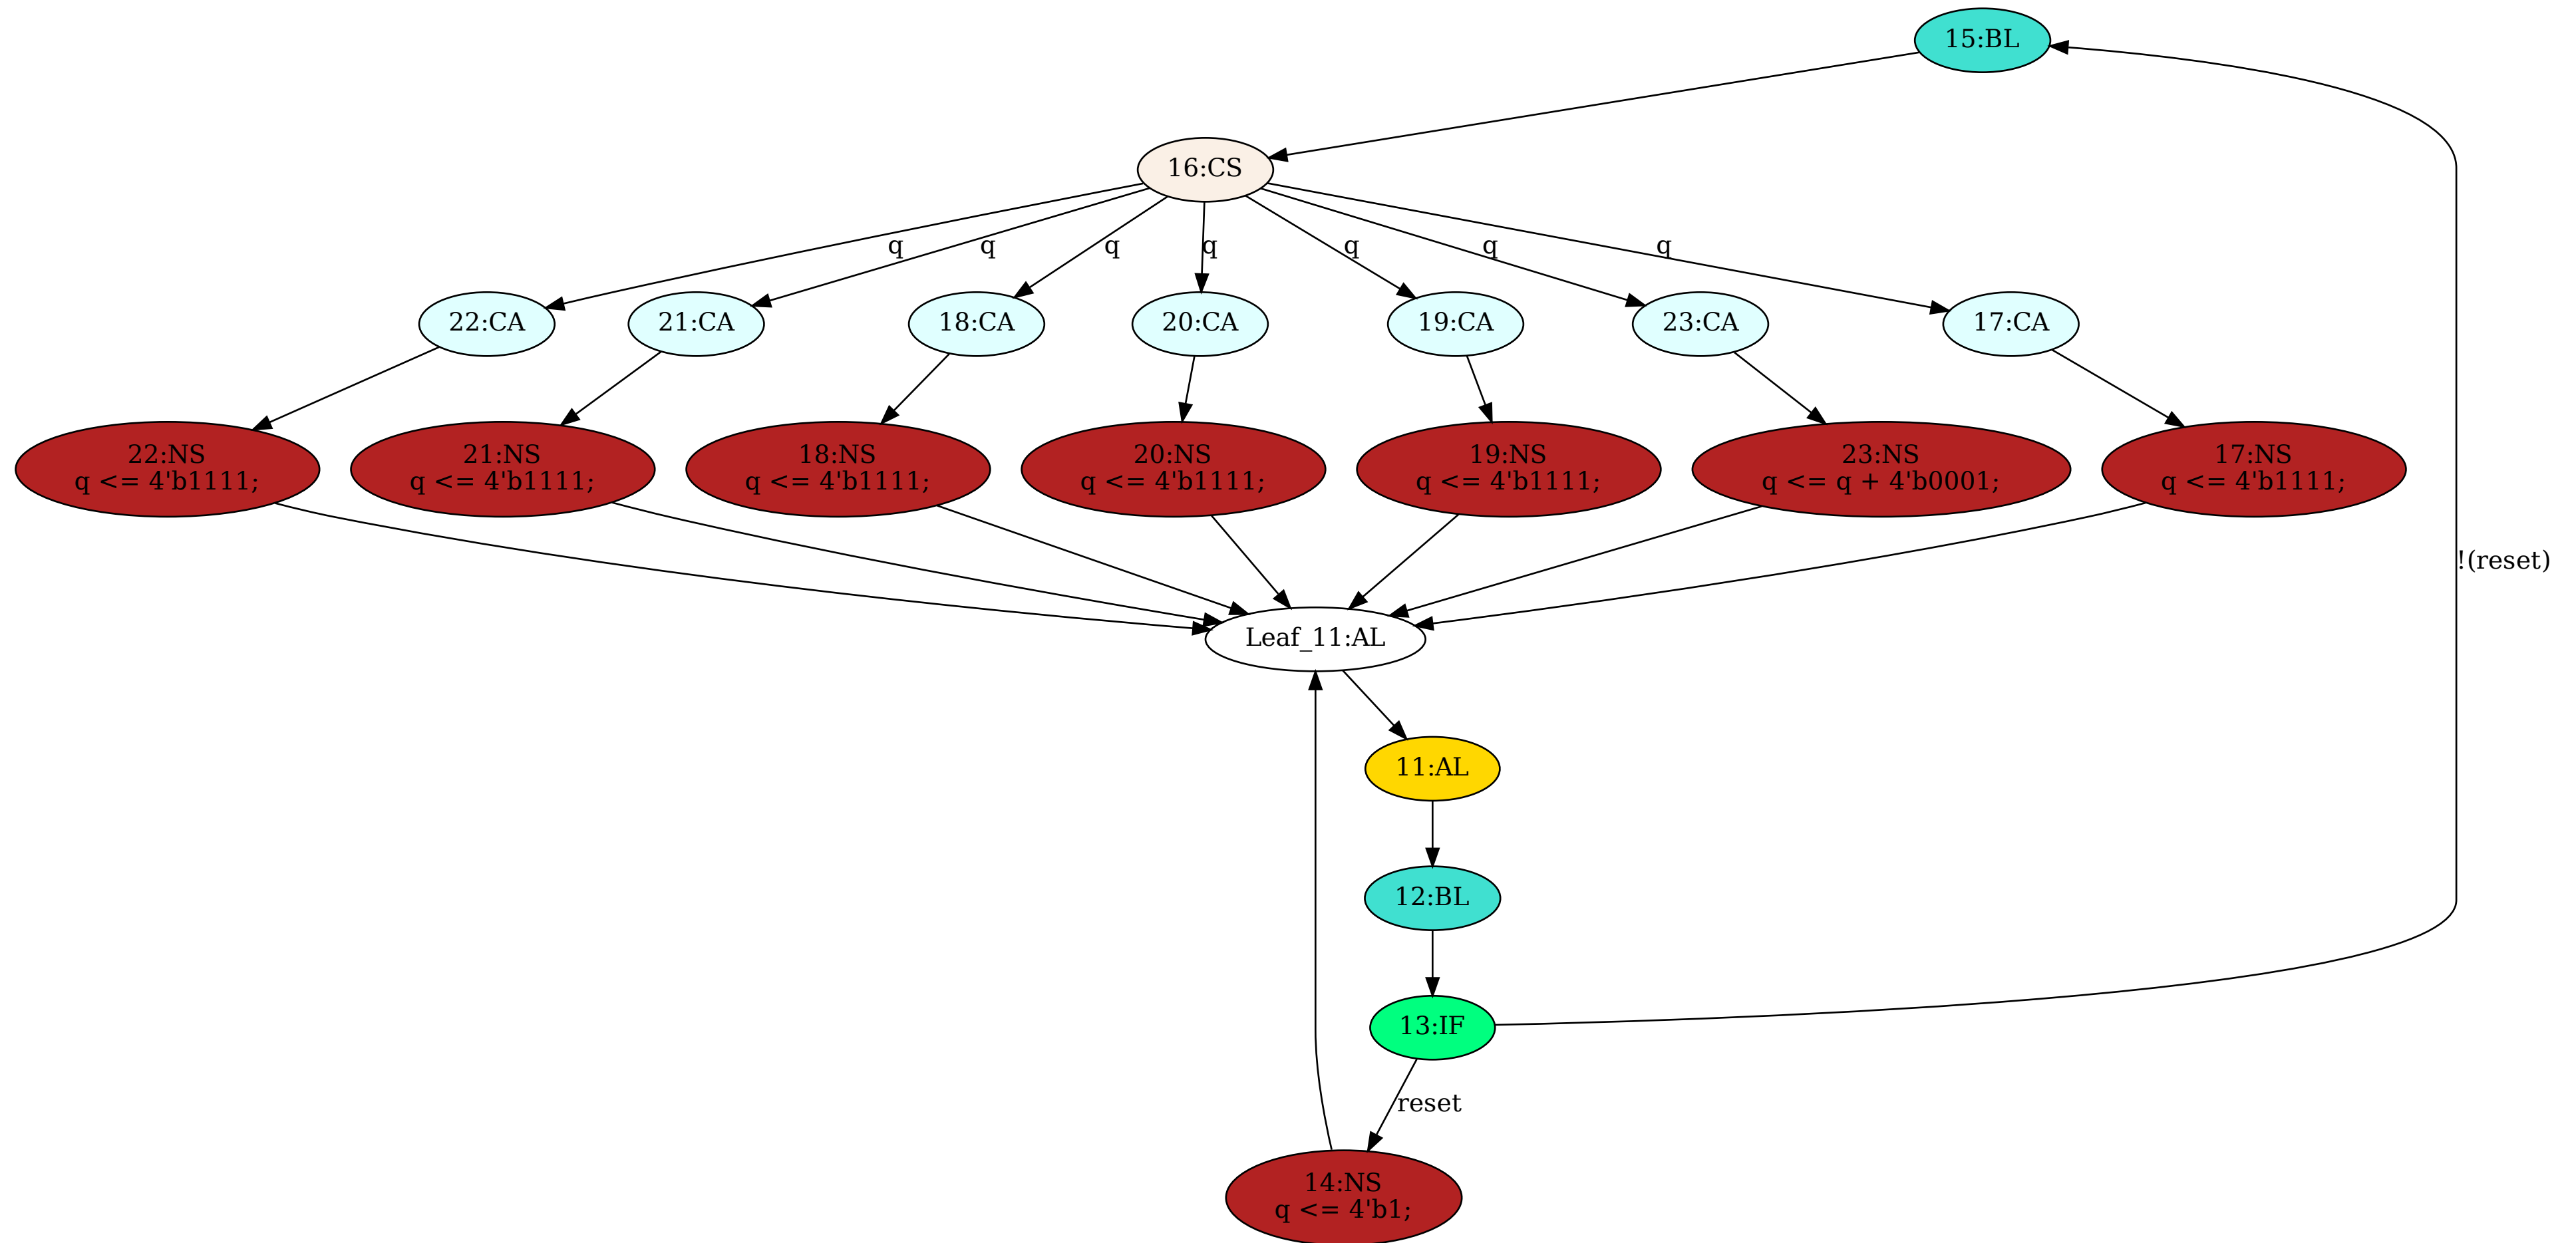 15:BL
16:CS
q
q
q
q
q
q
q
22:CA
21:CA
18:CA
20:CA
19:CA
23:CA
17:CA
22:NS
q <= 4'b1111;
21:NS
q <= 4'b1111;
18:NS
q <= 4'b1111;
20:NS
q <= 4'b1111;
19:NS
q <= 4'b1111;
23:NS
q <= q + 4'b0001;
17:NS
q <= 4'b1111;
!(reset)
Leaf_11:AL
11:AL
12:BL
13:IF
reset
14:NS
q <= 4'b1;